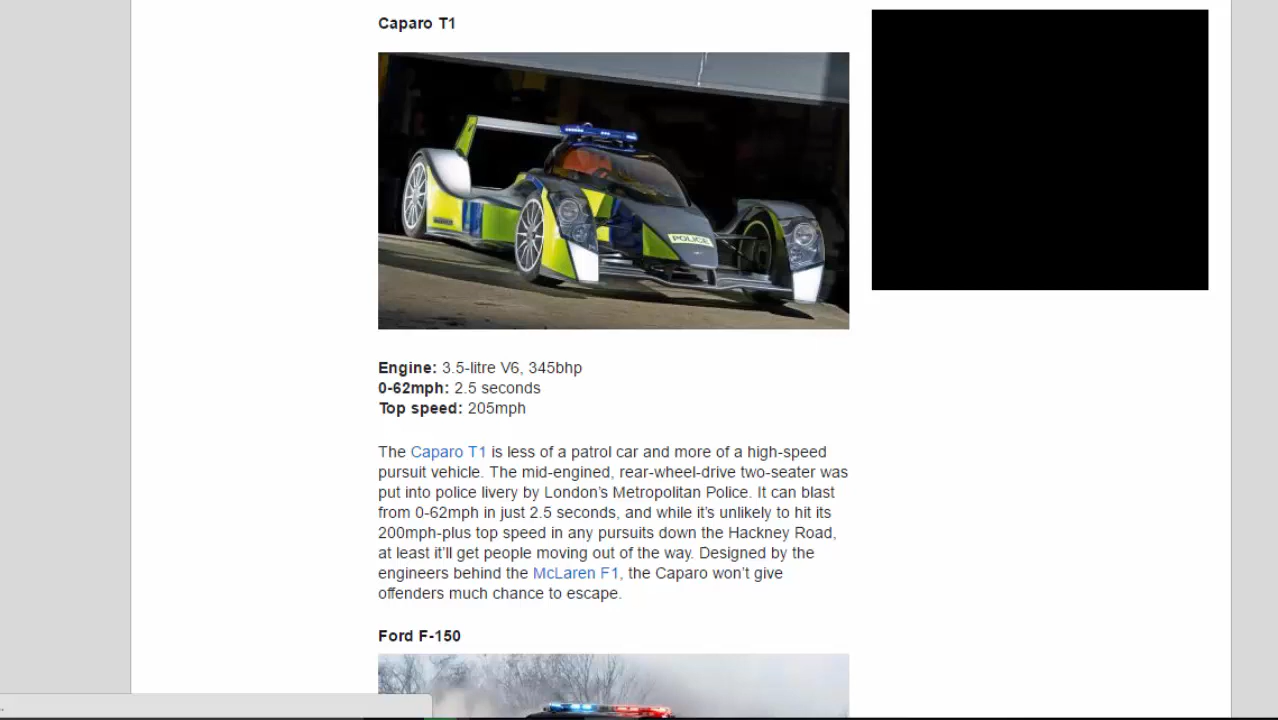 Caparo T1
POLICE
Engine: 3.5-litre V6, 345bhp
0-62mph: 2.5 seconds
Top speed: 205mph
The Caparo T1 is less of a patrol car and more of a high-speed
pursuit vehicle. The mid-engined, rear-wheel-drive two-seater was
put into police livery by London’s Metropolitan Police. It can blast
from 0-62mph in just 2.5 seconds, and while it’s unlikely to hit its
200mph-plus top speed in any pursuits down the Hackney Road,
at least it’ll get people moving out of the way. Designed by the
engineers behind the McLaren F1, the Caparo won’t give
offenders much chance to escape.
Ford F-150